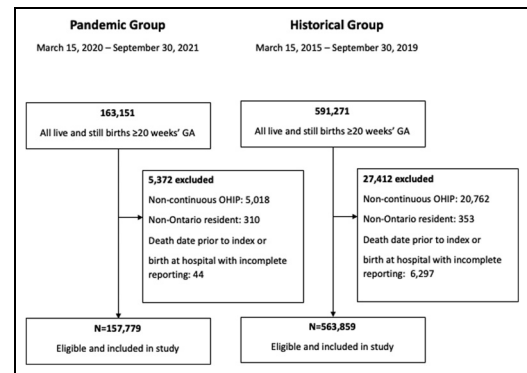 Pandemic Group
March 15, 2020 – September 30, 2021
163,151
All live and still births ≥20 weeks' GA
5,372 excluded
Non-continuous OHIP: 5,018
Non-Ontario resident: 310
Death date prior to index or
birth at hospital with incomplete
reporting: 44
N=157,779
Eligible and included in study
Historical Group
March 15, 2015 – September 30, 2019
591,271
All live and still births ≥20 weeks' GA
27,412 excluded
Non-continuous OHIP: 20,762
Non-Ontario resident: 353
Death date prior to index or
birth at hospital with incomplete
reporting: 6,297
N=563,859
Eligible and included in study